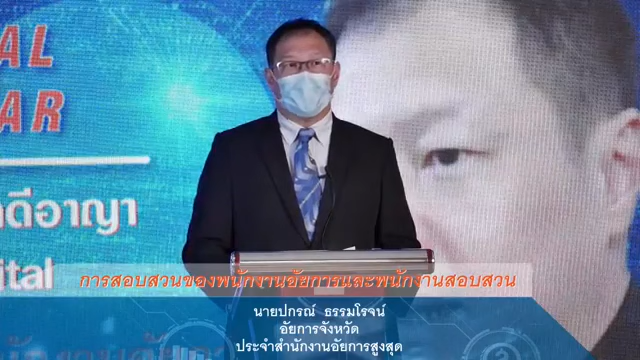 AL
AR
ดีอาญา
ital
การสอบสวนของพนักงานอัยการและพนักงานสอบสวน
นายปกรณ์ ธรรมโรจน์
อัยการจังหวัด
ประจำสำนักงานอัยการสูงสุด